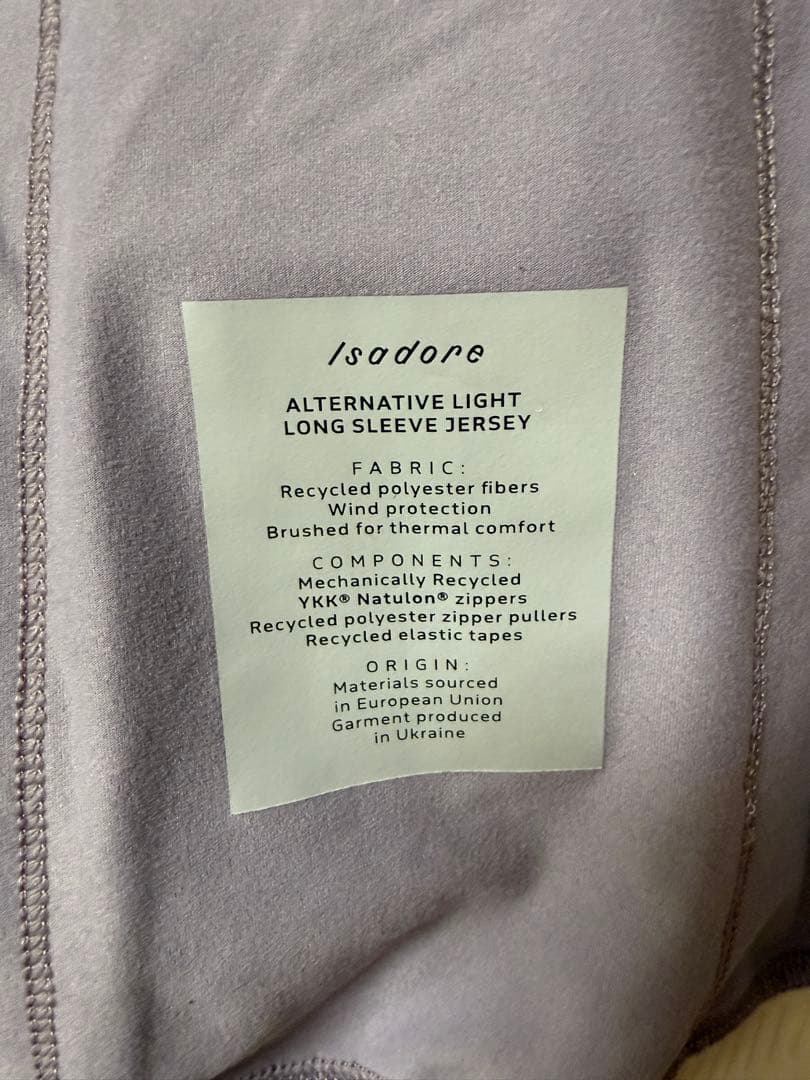 Isadore
ALTERNATIVE LIGHT
LONG SLEEVE JERSEY
FABRIC:
Recycled polyester fibers
Wind protection
Brushed for thermal comfort
COMPONENTS:
Mechanically Recycled
YKK® Natulon® zippers
Recycled polyester zipper pullers
Recycled elastic tapes
ORIGIN:
Materials sourced
in European Union
Garment produced
in Ukraine